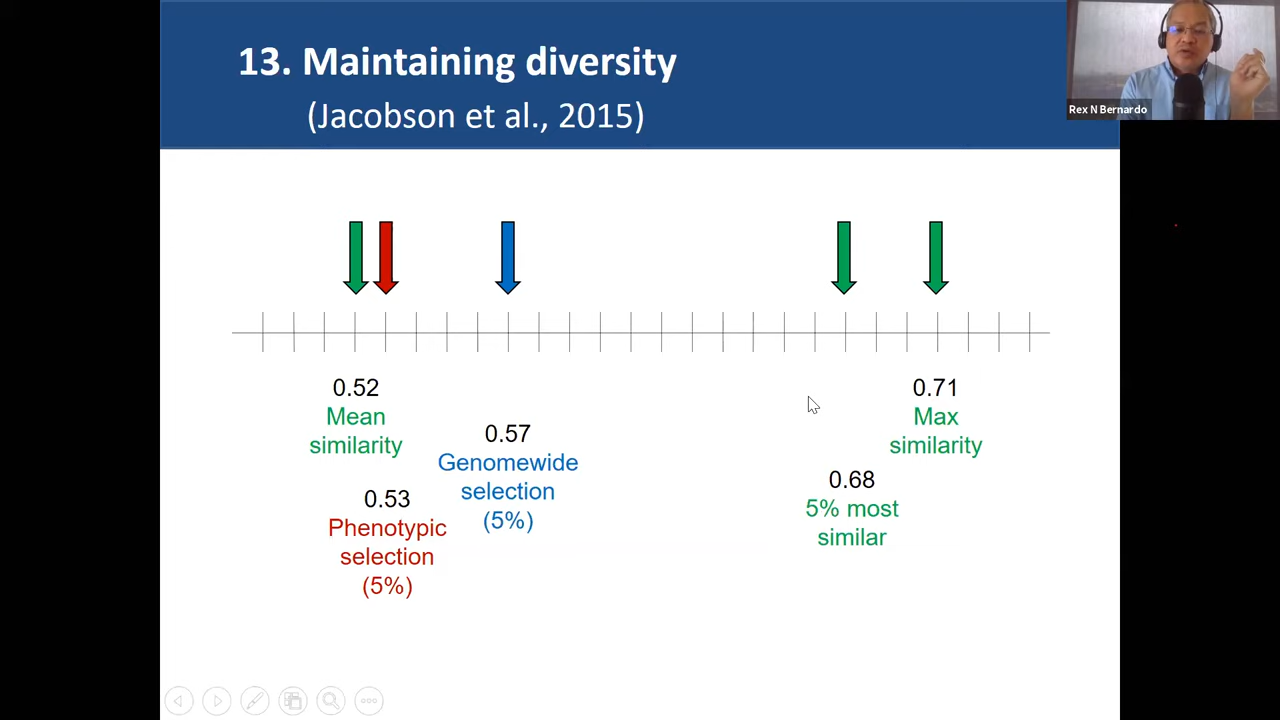 13. Maintaining diversity
(Jacobson et al., 2015)
Rex N Bernardo
0.52
Mean
similarity
0.53
Phenotypic
selection
(5%)
0.57
Genomewide
selection
(5%)
0.68
5% most
similar
0.71
Max
similarity